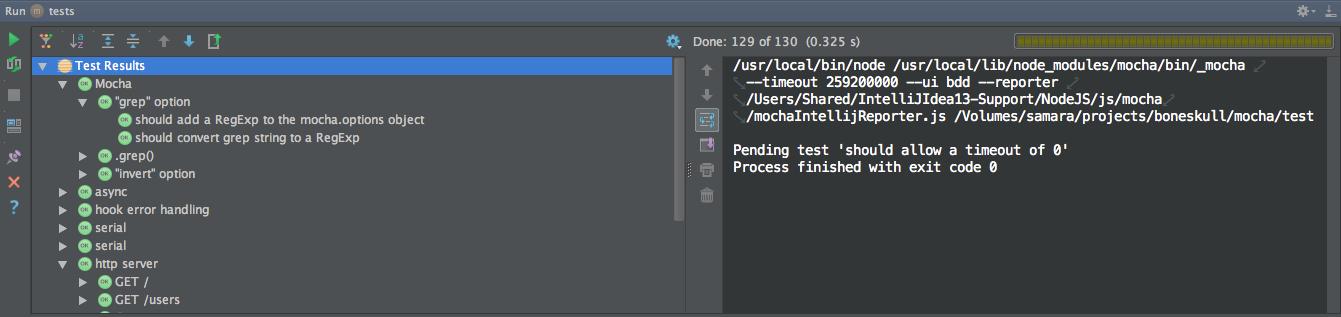 Run m tests
Done: 129 of 130 (0.325 s)
Test Results
OK Mocha
OK "grep" option
OK should add a RegExp to the mocha.options object
OK should convert grep string to a RegExp
OK .grep()
OK "invert" option
OK async
OK hook error handling
OK serial
OK serial
OK http server
OK GET /
OK GET /users
/usr/local/bin/node /usr/local/lib/node_modules/mocha/bin/_mocha
--timeout 259200000 --ui bdd --reporter
/Users/Shared/IntelliJIdea13-Support/NodeJS/js/mocha
/mochaIntellijReporter.js /Volumes/samara/projects/boneskull/mocha/test
Pending test 'should allow a timeout of 0'
Process finished with exit code 0